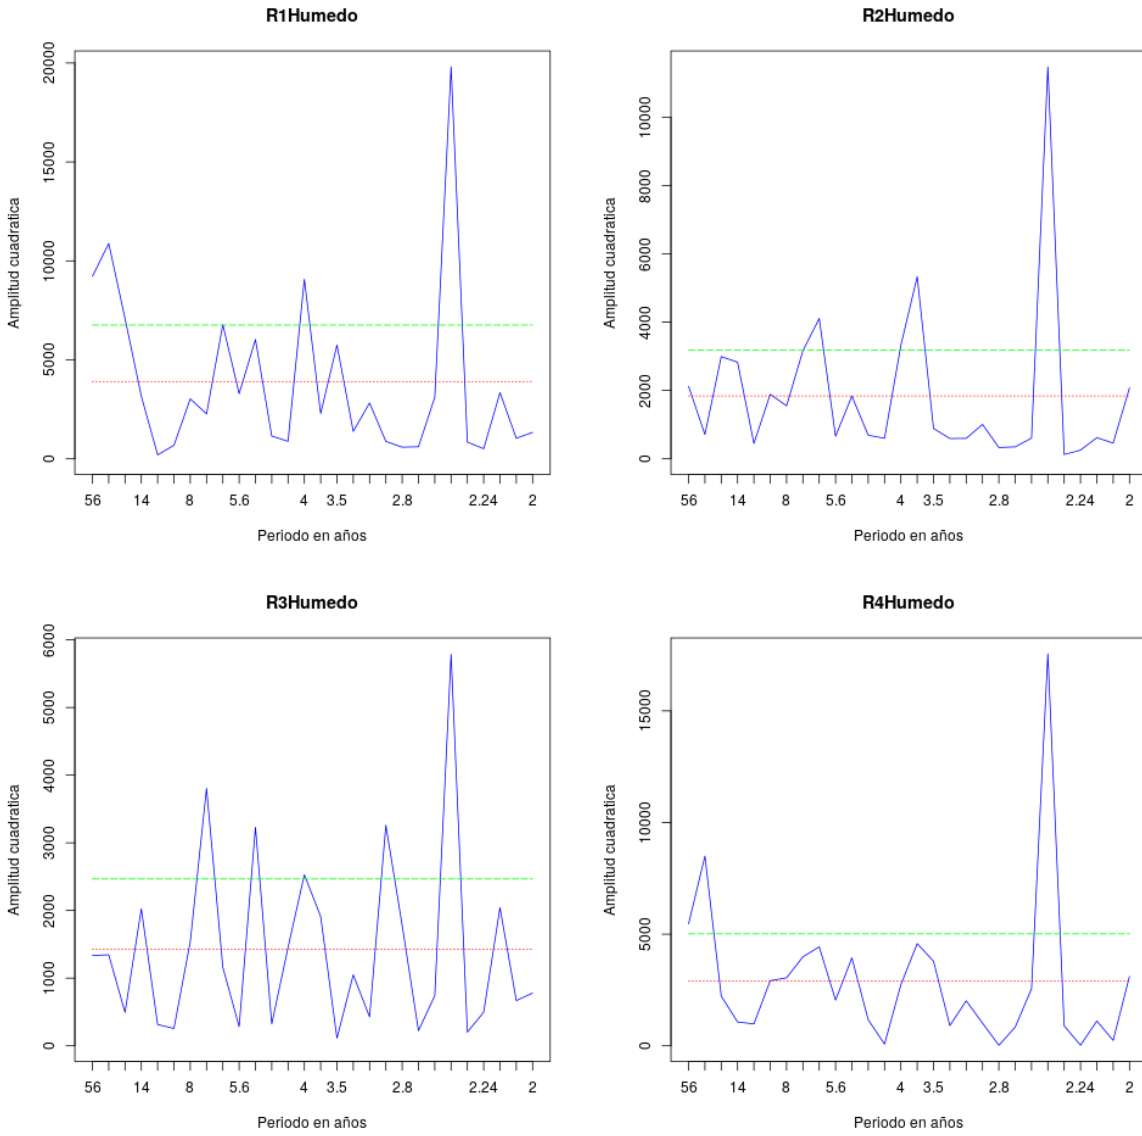 R1Humedo
Amplitud cuadratica
20000
15000
10000
5000
0
56 14 8 5.6 4 3.5 2.8 2.24 2
Periodo en años
R2Humedo
Amplitud cuadratica
10000
8000
6000
4000
2000
0
56 14 8 5.6 4 3.5 2.8 2.24 2
Periodo en años
R3Humedo
Amplitud cuadratica
6000
5000
4000
3000
2000
1000
0
56 14 8 5.6 4 3.5 2.8 2.24 2
Periodo en años
R4Humedo
Amplitud cuadratica
15000
10000
5000
0
56 14 8 5.6 4 3.5 2.8 2.24 2
Periodo en años